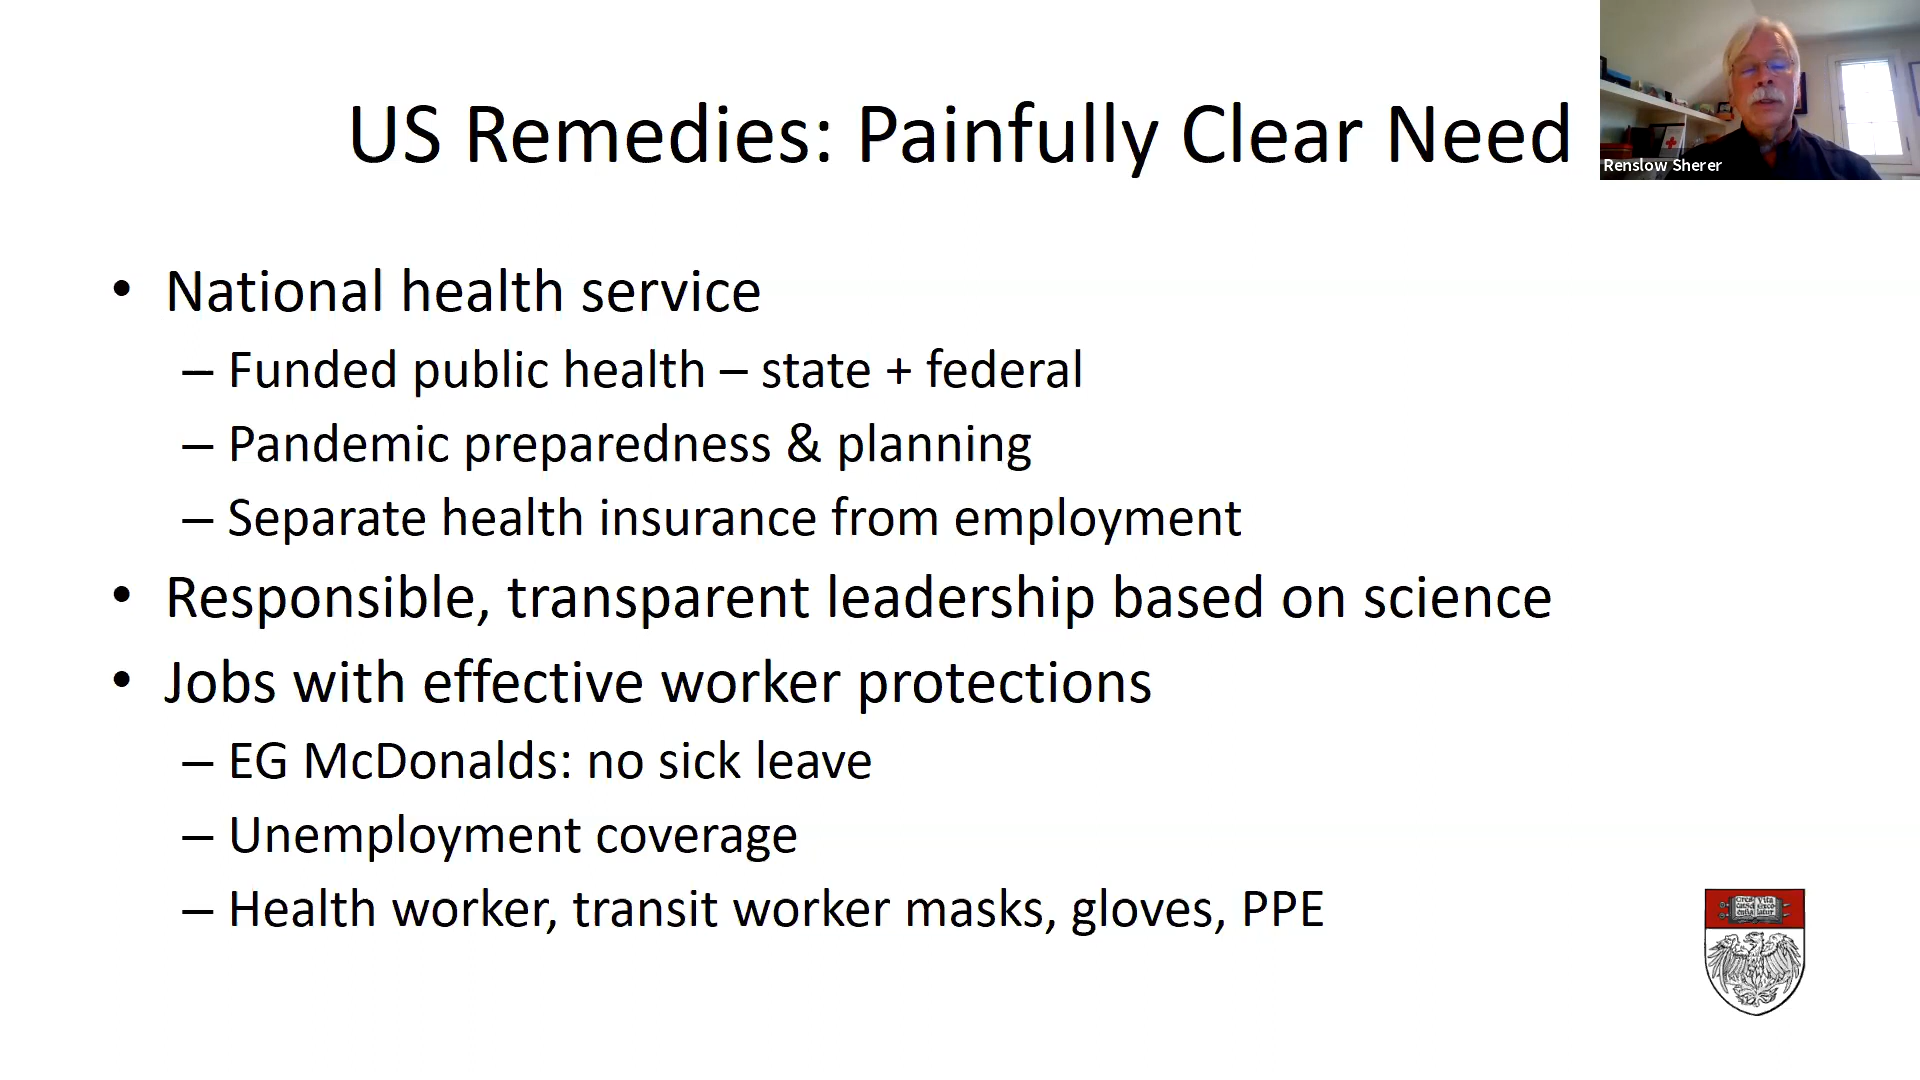 US Remedies: Painfully Clear Need
Renslow Sherer
• National health service
– Funded public health – state + federal
– Pandemic preparedness & planning
– Separate health insurance from employment
• Responsible, transparent leadership based on science
• Jobs with effective worker protections
– EG McDonalds: no sick leave
– Unemployment coverage
– Health worker, transit worker masks, gloves, PPE